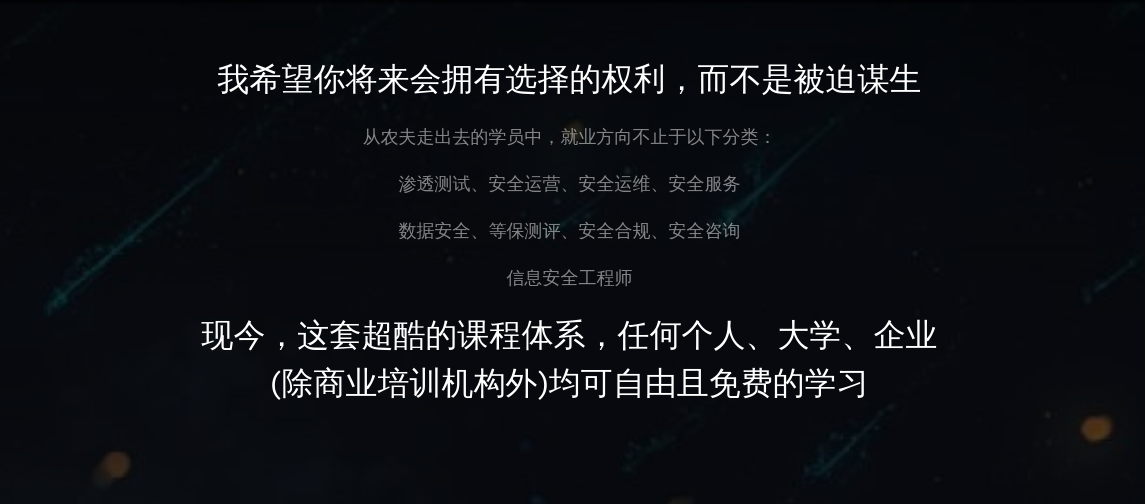 我希望你将来会拥有选择的权利，而不是被迫谋生
从农夫走出去的学员中，就业方向不止于以下分类：
渗透测试、安全运营、安全运维、安全服务
数据安全、等保测评、安全合规、安全咨询
信息安全工程师
现今，这套超酷的课程体系，任何个人、大学、企业
(除商业培训机构外)均可自由且免费的学习